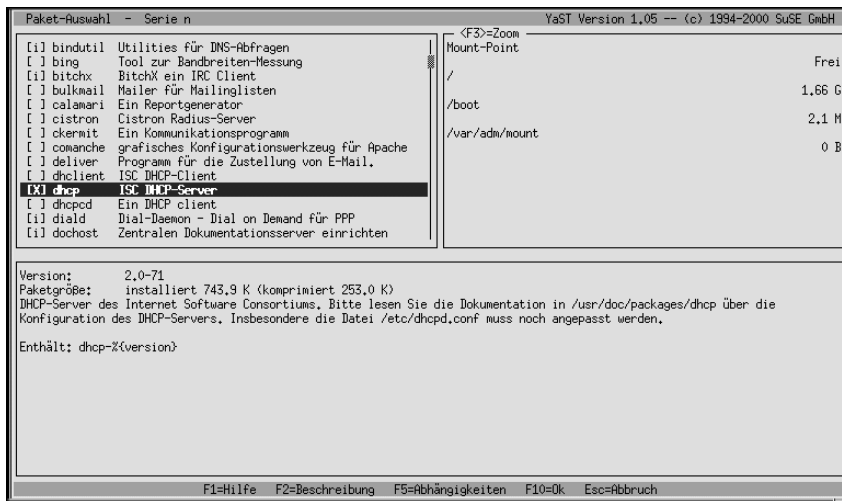 Paket-Auswahl - Serie n YaST Version 1.05 -- (c) 1994-2000 SuSE GmbH
<F3>=Zoom
[i] bindutil Utilities für DNS-Abfragen
[ ] bing Tool zur Bandbreiten-Messung
[i] bitchx BitchX ein IRC Client
[ ] bulkmail Mailer für Mailinglisten
[ ] calamari Ein Reportgenerator
[ ] cistron Cistron Radius-Server
[ ] ckermit Ein Kommunikationsprogramm
[ ] comanche grafisches Konfigurationswerkzeug für Apache
[ ] deliver Programm für die Zustellung von E-Mail.
[ ] dhclient ISC DHCP-Client
[X] dhcp ISC DHCP-Server
[ ] dhcpcd Ein DHCP client
[i] diald Dial-Daemon - Dial on Demand für PPP
[i] dochost Zentralen Dokumentationsserver einrichten
Mount-Point
Frei
/
1.66 G
/boot
2.1 M
/var/adm/mount
0 B
Version: 2.0-71
Paketgröße: installiert 743.9 K (komprimiert 253.0 K)
DHCP-Server des Internet Software Consortiums. Bitte lesen Sie die Dokumentation in /usr/doc/packages/dhcp über die
Konfiguration des DHCP-Servers. Insbesondere die Datei /etc/dhcpd.conf muss noch angepasst werden.
Enthält: dhcp-%{version}
F1=Hilfe F2=Beschreibung F5=Abhängigkeiten F10=Ok Esc=Abbruch